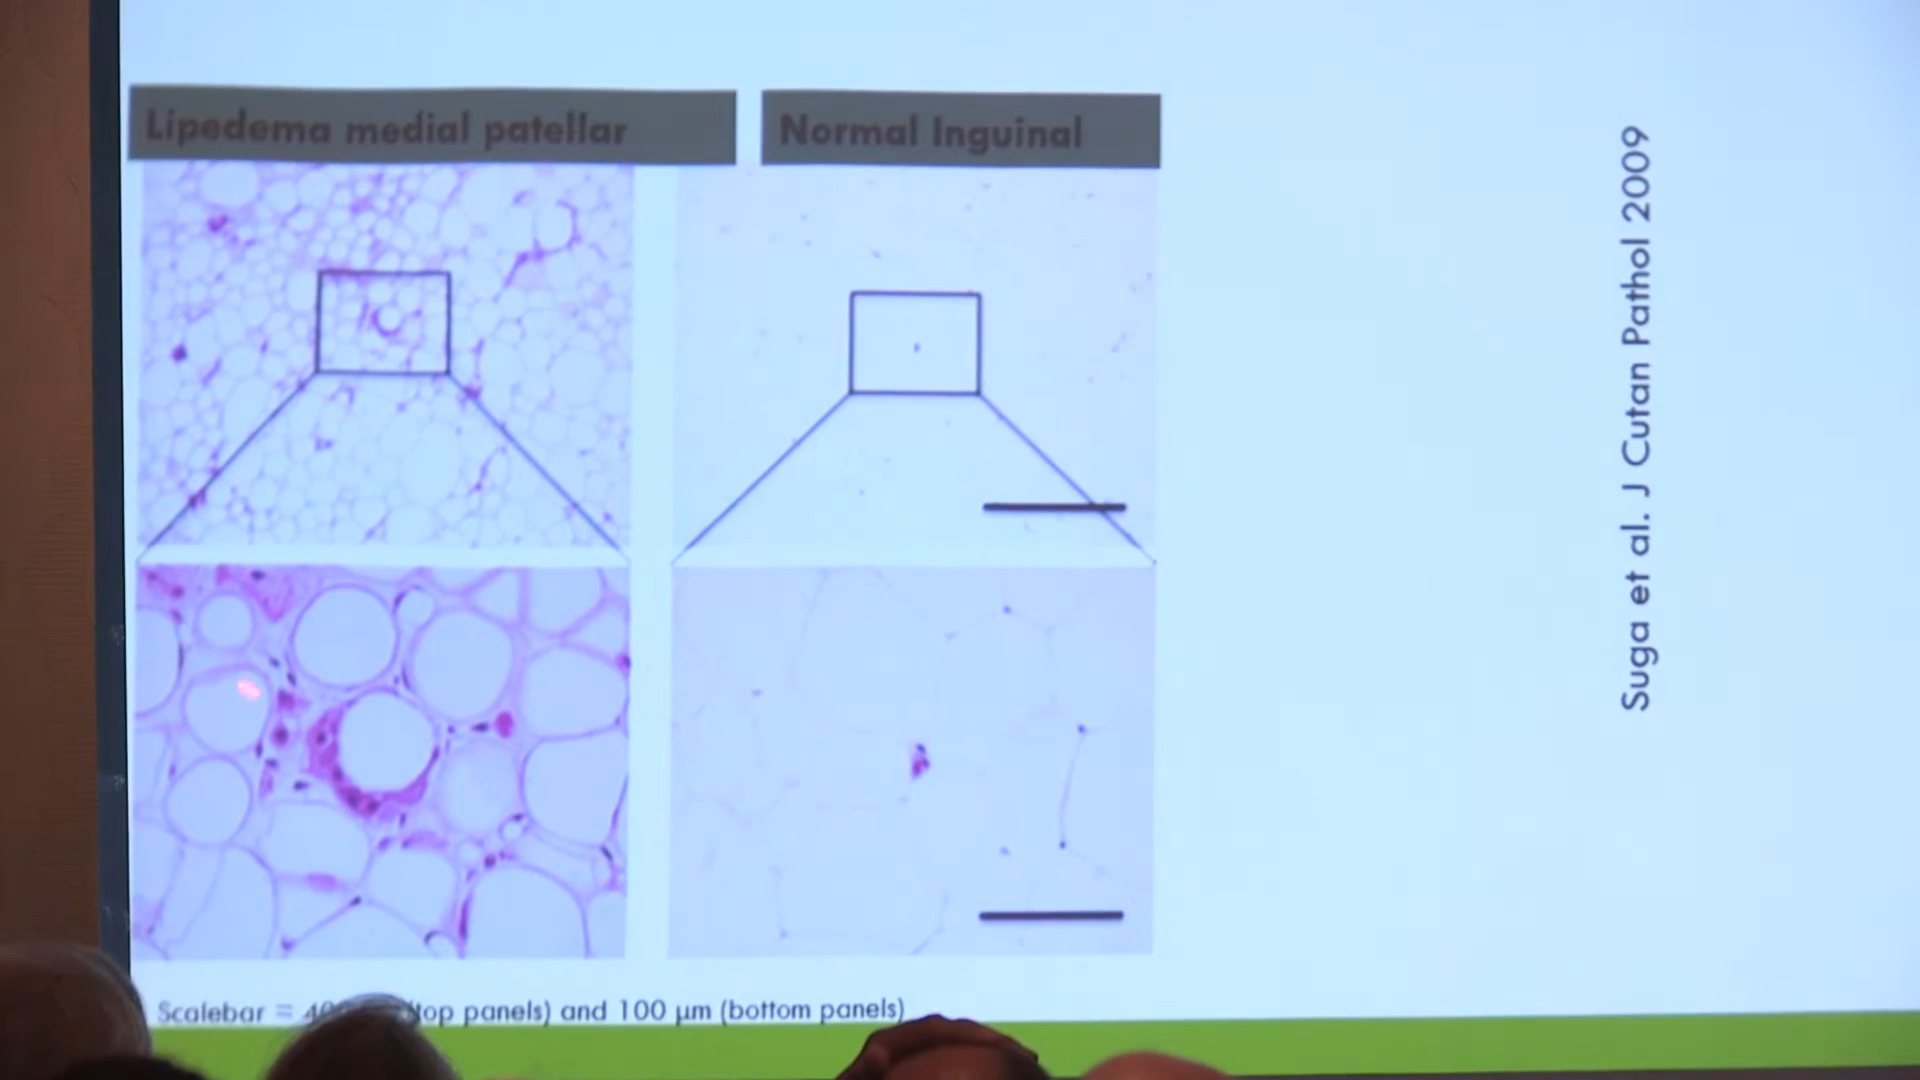 Lipedema medial patellar
Normal Inguinal
Suga et al. J Cutan Pathol 2009
Scalebar = (top panels) and 100 µm (bottom panels)